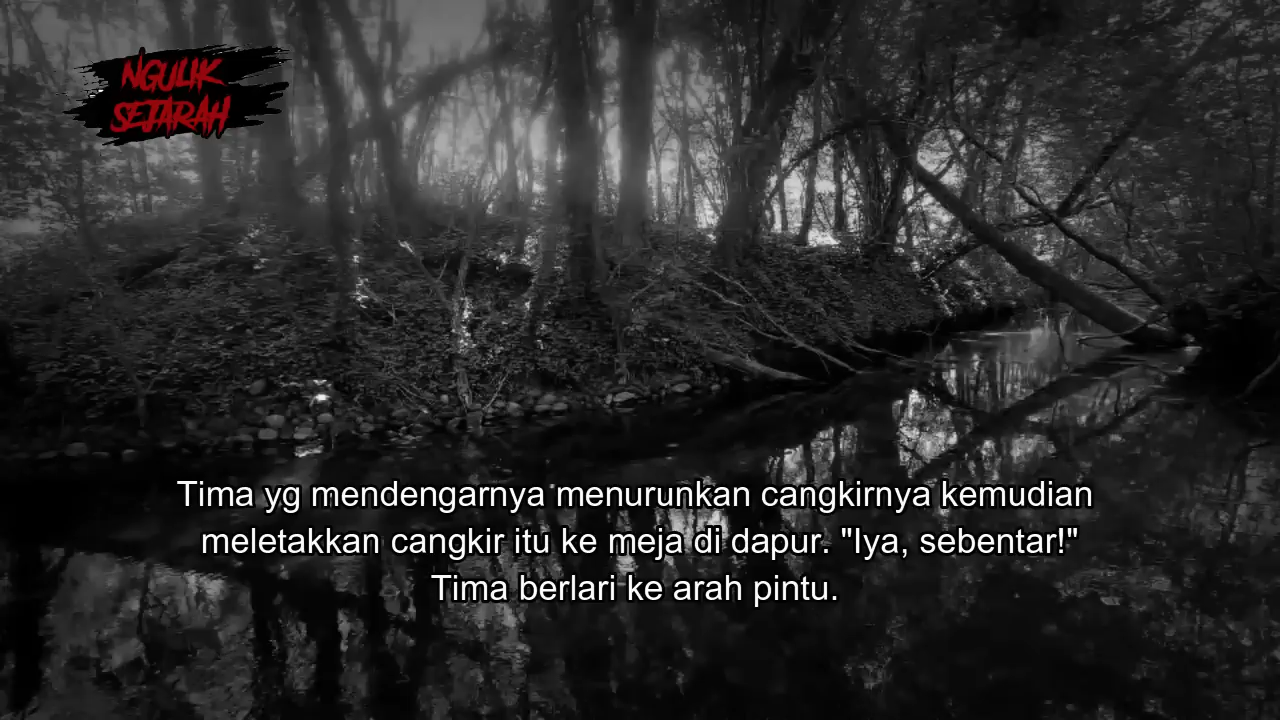 NGULIK
SEJARAH
Tima yg mendengarnya menurunkan cangkirnya kemudian
meletakkan cangkir itu ke meja di dapur. "Iya, sebentar!"
Tima berlari ke arah pintu.